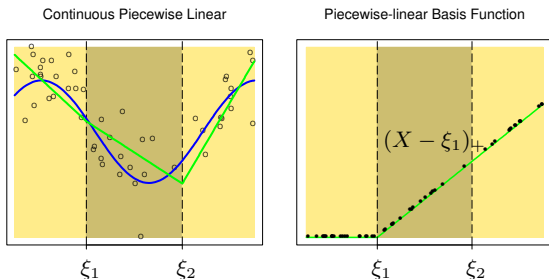 Continuous Piecewise Linear
Piecewise-linear Basis Function
(X − ξ₁)₊
ξ₁ ξ₂
ξ₁ ξ₂